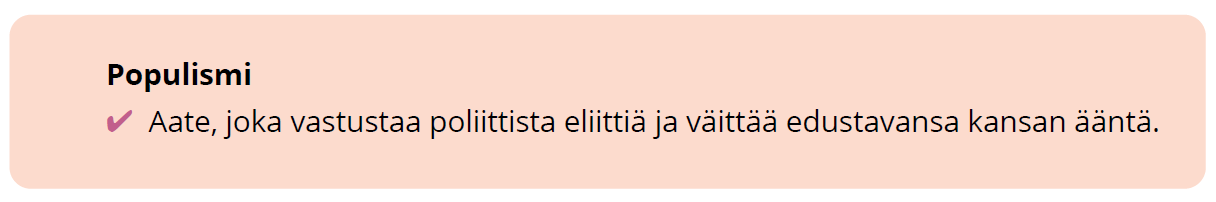 Populismi
✔ Aate, joka vastustaa poliittista eliittiä ja väittää edustavansa kansan ääntä.